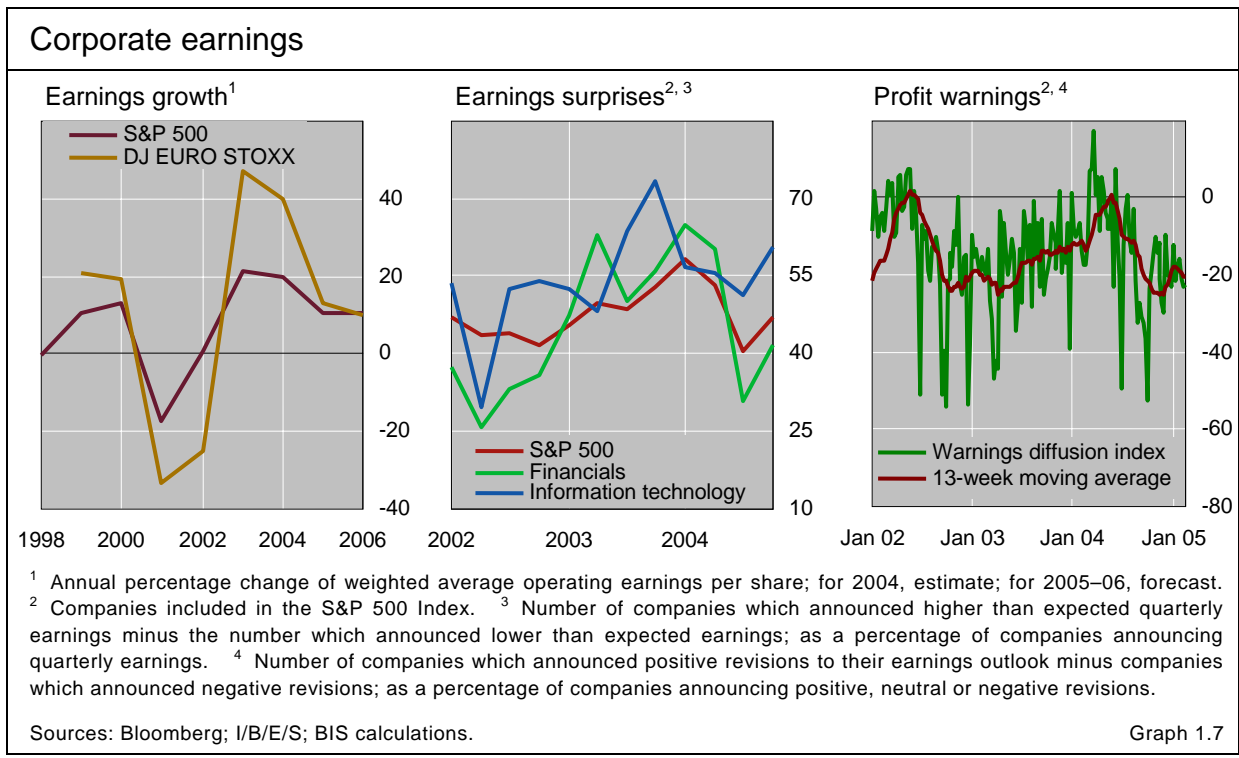 Corporate earnings
Earnings growth1
S&P 500
DJ EURO STOXX
40
20
0
-20
-40
1998 2000 2002 2004 2006
Earnings surprises2, 3
70
55
40
25
10
S&P 500
Financials
Information technology
2002 2003 2004
Profit warnings2, 4
0
-20
-40
-60
-80
Warnings diffusion index
13-week moving average
Jan 02 Jan 03 Jan 04 Jan 05
1 Annual percentage change of weighted average operating earnings per share; for 2004, estimate; for 2005–06, forecast.
2 Companies included in the S&P 500 Index. 3 Number of companies which announced higher than expected quarterly
earnings minus the number which announced lower than expected earnings; as a percentage of companies announcing
quarterly earnings. 4 Number of companies which announced positive revisions to their earnings outlook minus companies
which announced negative revisions; as a percentage of companies announcing positive, neutral or negative revisions.
Sources: Bloomberg; I/B/E/S; BIS calculations. Graph 1.7